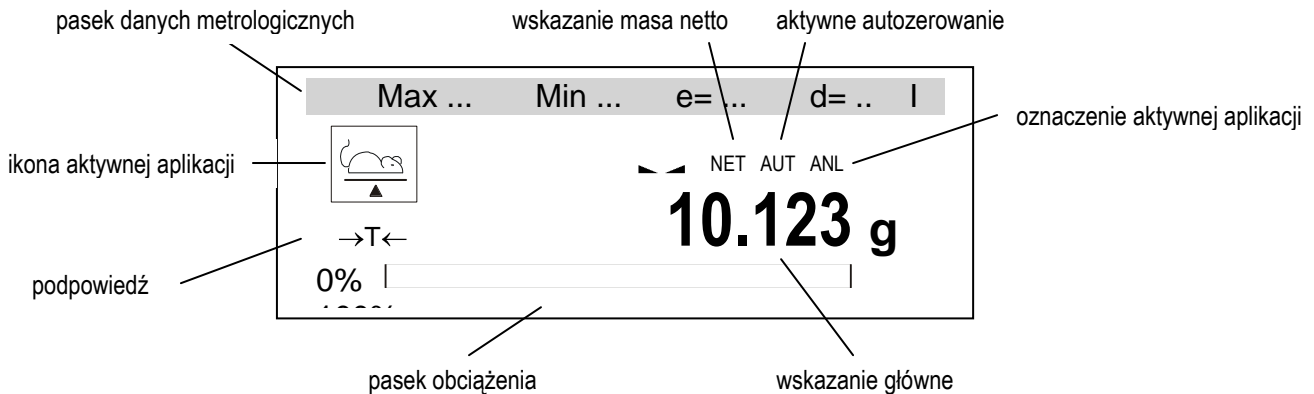 pasek danych metrologicznych wskazanie masa netto aktywne autozerowanie
Max ... Min ... e= ... d= .. I
oznaczenie aktywnej aplikacji
ikona aktywnej aplikacji
NET AUT ANL
10.123 g
→T←
podpowiedź
0%
pasek obciążenia wskazanie główne